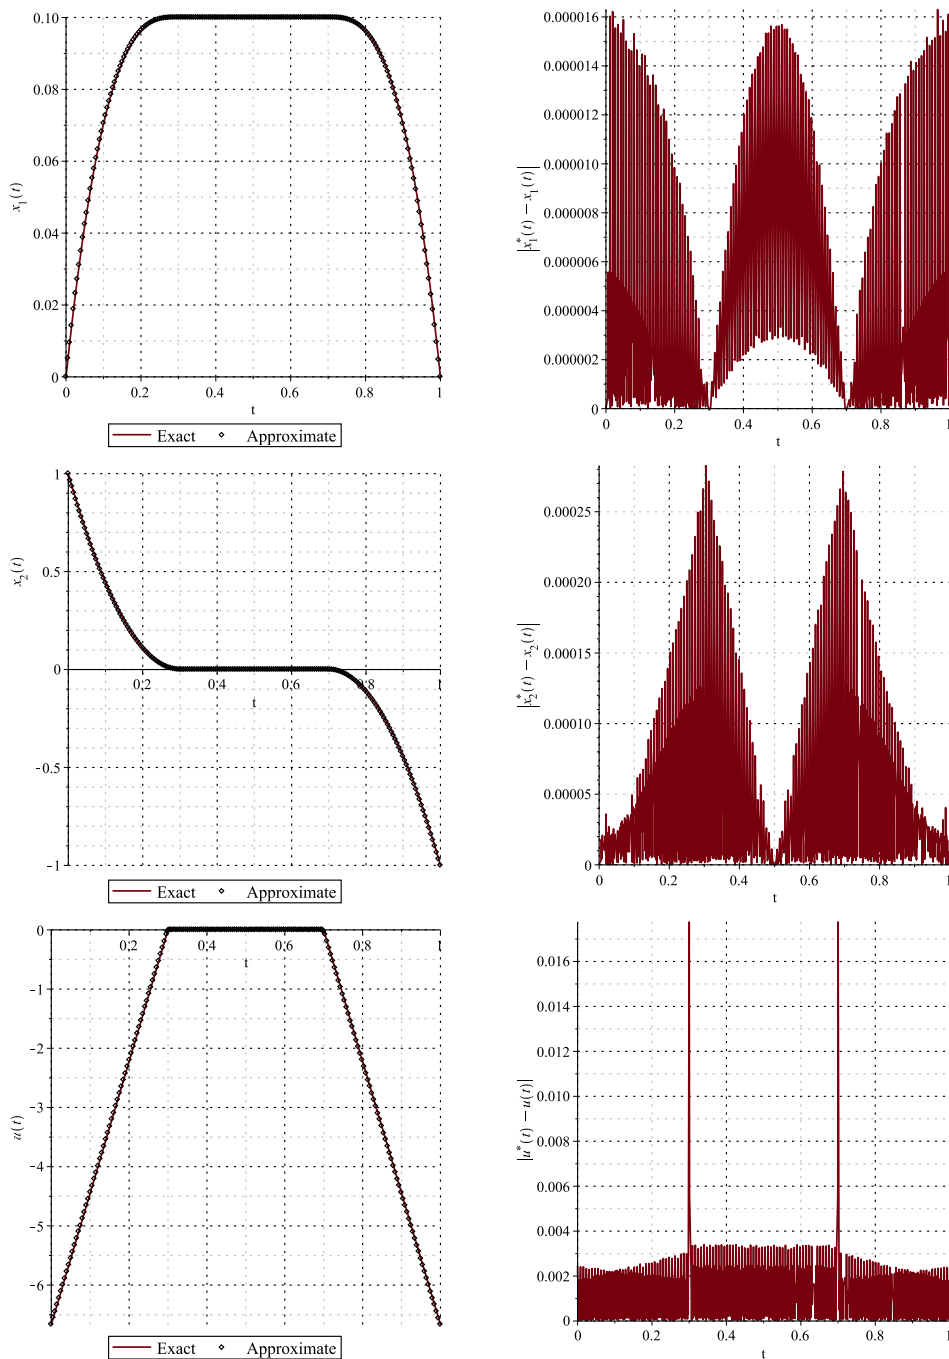 0.10
0.08
0.06
0.04
0.02
0
x₁(t)
0 0.2 0.4 0.6 0.8 1
t
Exact Approximate
0.000016
0.000014
0.000012
0.000010
0.000008
0.000006
0.000004
0.000002
0
|x₁*(t) − x₁(t)|
0 0.2 0.4 0.6 0.8 1
t
1
0.5
0
-0.5
-1
x₂(t)
0.2 0.4 0.6 0.8 1
t
Exact Approximate
0.00025
0.00020
0.00015
0.00010
0.00005
0
|x₂*(t) − x₂(t)|
0 0.2 0.4 0.6 0.8 1
t
0
-1
-2
-3
-4
-5
-6
u(t)
0.2 0.4 0.6 0.8 1
t
Exact Approximate
0.016
0.014
0.012
0.010
0.008
0.006
0.004
0.002
0
|u*(t) − u(t)|
0 0.2 0.4 0.6 0.8 1
t